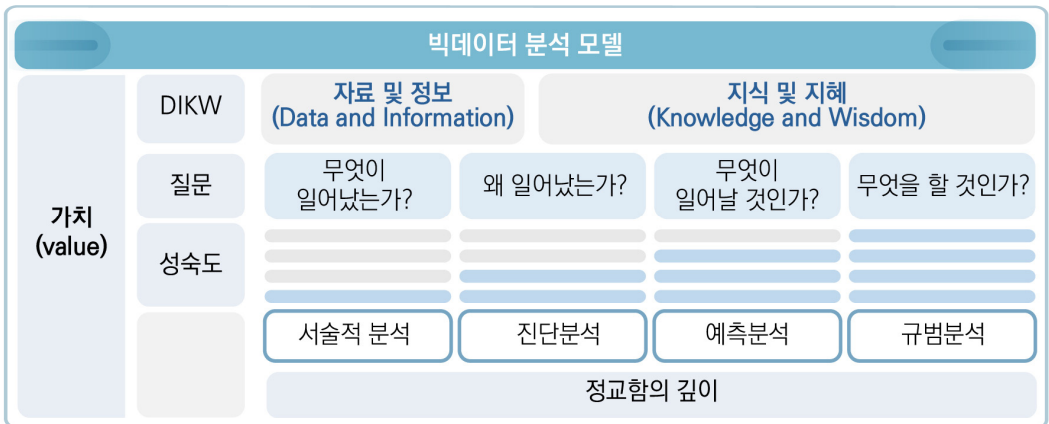 빅데이터 분석 모델
가치
(value)
DIKW
자료 및 정보
(Data and Information)
지식 및 지혜
(Knowledge and Wisdom)
질문
무엇이
일어났는가?
왜 일어났는가?
무엇이
일어날 것인가?
무엇을 할 것인가?
성숙도
서술적 분석
진단분석
예측분석
규범분석
정교함의 깊이